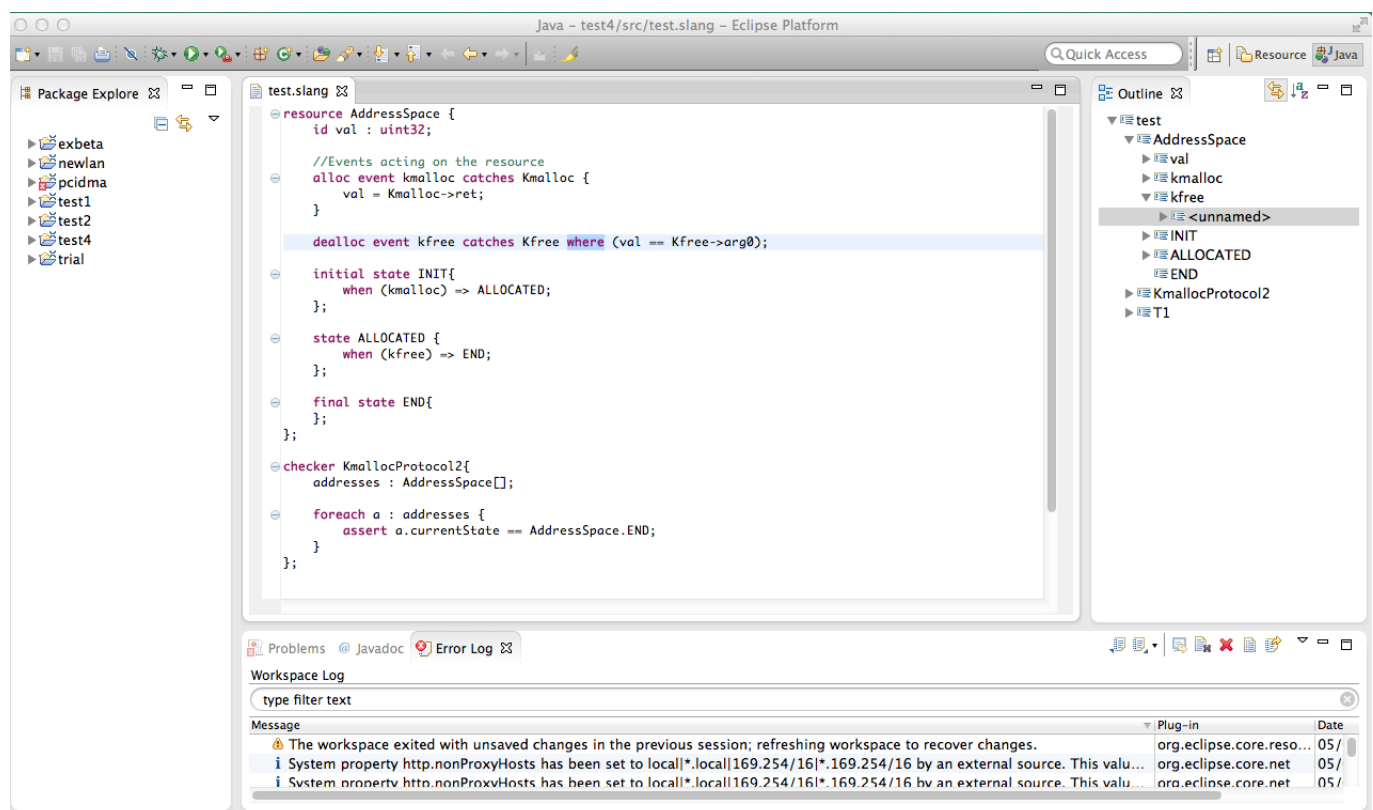 Java – test4/src/test.slang – Eclipse Platform
Quick Access
Resource
Java
Package Explore
exbeta
newlan
pcidma
test1
test2
test4
trial
test.slang
resource AddressSpace {
id val : uint32;
//Events acting on the resource
alloc event kmalloc catches Kmalloc {
val = Kmalloc->ret;
}
dealloc event kfree catches Kfree where (val == Kfree->arg0);
initial state INIT{
when (kmalloc) => ALLOCATED;
};
state ALLOCATED {
when (kfree) => END;
};
final state END{
};
};
checker KmallocProtocol2{
addresses : AddressSpace[];
foreach a : addresses {
assert a.currentState == AddressSpace.END;
}
};
Outline
test
AddressSpace
val
kmalloc
kfree
<unnamed>
INIT
ALLOCATED
END
KmallocProtocol2
T1
Problems
@ Javadoc
Error Log
Workspace Log
type filter text
Message Plug-in Date
The workspace exited with unsaved changes in the previous session; refreshing workspace to recover changes. org.eclipse.core.reso... 05/
System property http.nonProxyHosts has been set to local|*.local|169.254/16|*.169.254/16 by an external source. This valu... org.eclipse.core.net 05/
System property http.nonProxyHosts has been set to local|*.local|169.254/16|*.169.254/16 by an external source. This valu... org.eclipse.core.net 05/